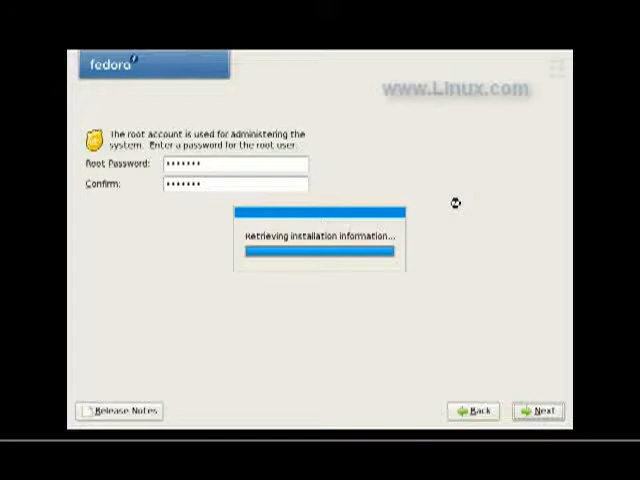 fedora
www.Linux.com
The root account is used for administering the
system. Enter a password for the root user.
Root Password: •••••••
Confirm: •••••••
Retrieving installation information...
Release Notes
Back
Next